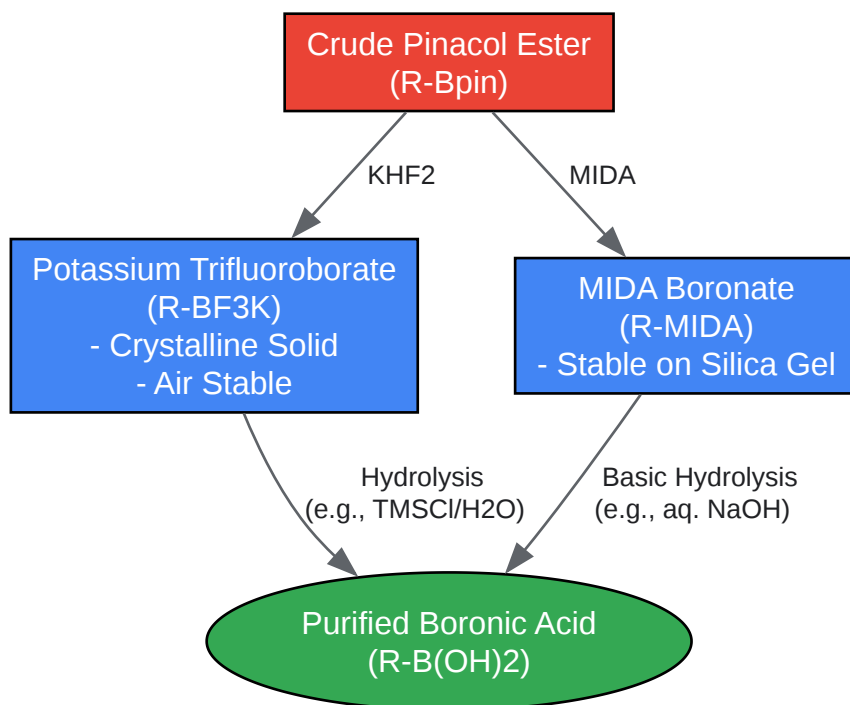 Crude Pinacol Ester
(R-Bpin)
KHF2
MIDA
Potassium Trifluoroborate
(R-BF3K)
- Crystalline Solid
- Air Stable
MIDA Boronate
(R-MIDA)
- Stable on Silica Gel
Hydrolysis
(e.g., TMSCl/H2O)
Basic Hydrolysis
(e.g., aq. NaOH)
Purified Boronic Acid
(R-B(OH)2)